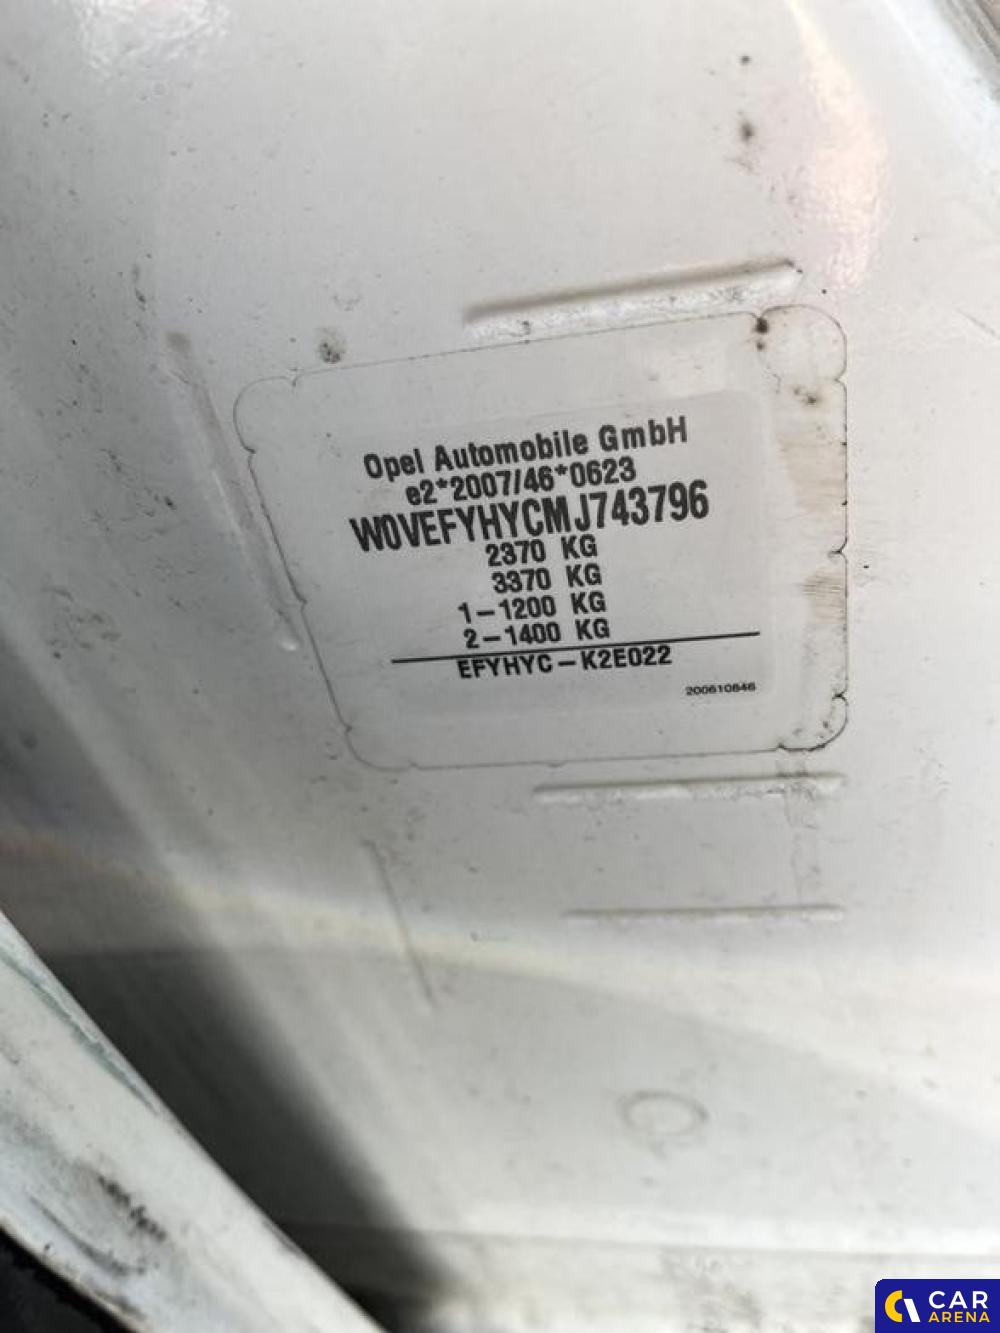 Opel Automobile GmbH
e2*2007/46*0623
W0VEFYHYCMJ743796
2370 KG
3370 KG
1-1200 KG
2-1400 KG
EFYHYC-K2E022
200610846
CAR
ARENA